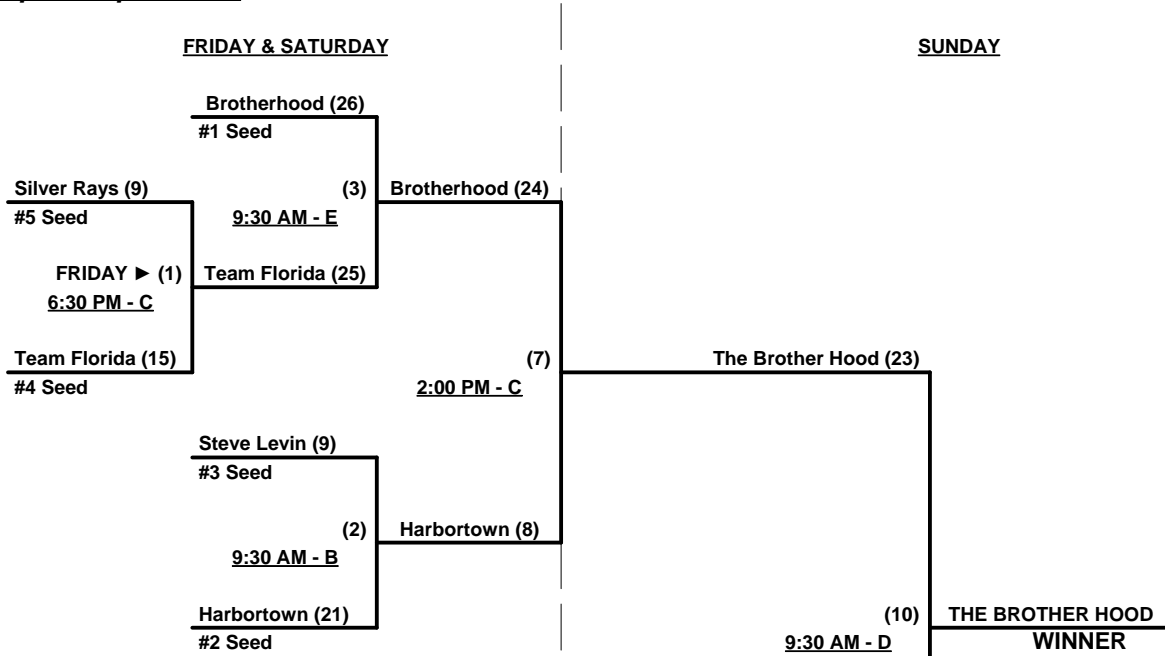 FRIDAY & SATURDAY
SUNDAY
Brotherhood (26)
#1 Seed
Silver Rays (9)
(3)
Brotherhood (24)
#5 Seed
9:30 AM - E
FRIDAY ► (1)
Team Florida (25)
6:30 PM - C
Team Florida (15)
(7)
The Brother Hood (23)
#4 Seed
2:00 PM - C
Steve Levin (9)
#3 Seed
(2)
Harbortown (8)
9:30 AM - B
Harbortown (21)
(10)
THE BROTHER HOOD
#2 Seed
9:30 AM - D
WINNER